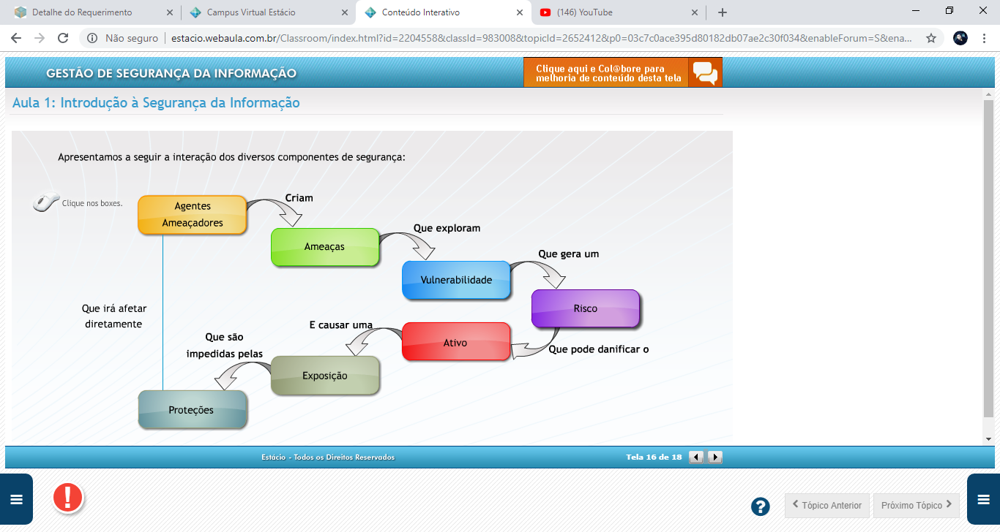 Detalhe do Requerimento
Campus Virtual Estácio
Conteúdo Interativo
(146) YouTube
Não seguro
estacio.webaula.com.br/Classroom/index.html?id=2204558&classId=983008&topicId=2652412&p0=03c7c0ace395d80182db07ae2c30f034&enableForum=S&ena...
GESTÃO DE SEGURANÇA DA INFORMAÇÃO
Clique aqui e Col@bore para
melhoria de conteúdo desta tela
Aula 1: Introdução à Segurança da Informação
Apresentamos a seguir a interação dos diversos componentes de segurança:
Clique nos boxes.
Agentes
Ameaçadores
Criam
Ameaças
Que exploram
Vulnerabilidade
Que gera um
Risco
Que pode danificar o
Ativo
E causar uma
Exposição
Que são
impedidas pelas
Proteções
Que irá afetar
diretamente
Estácio - Todos os Direitos Reservados
Tela 16 de 18
Tópico Anterior
Próximo Tópico